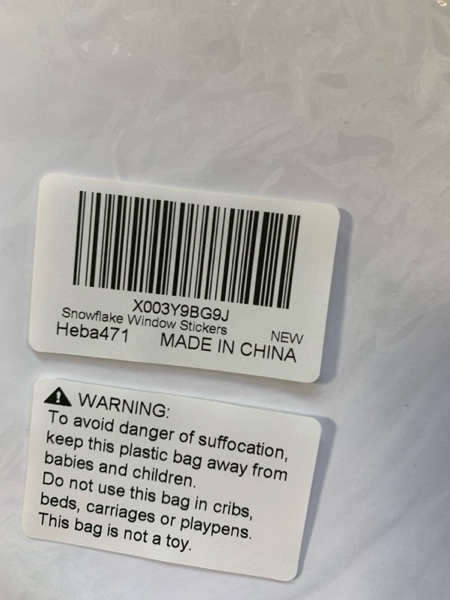 X003Y9BG9J
Snowflake Window Stickers
NEW
Heba471 MADE IN CHINA
WARNING:
To avoid danger of suffocation,
keep this plastic bag away from
babies and children.
Do not use this bag in cribs,
beds, carriages or playpens.
This bag is not a toy.